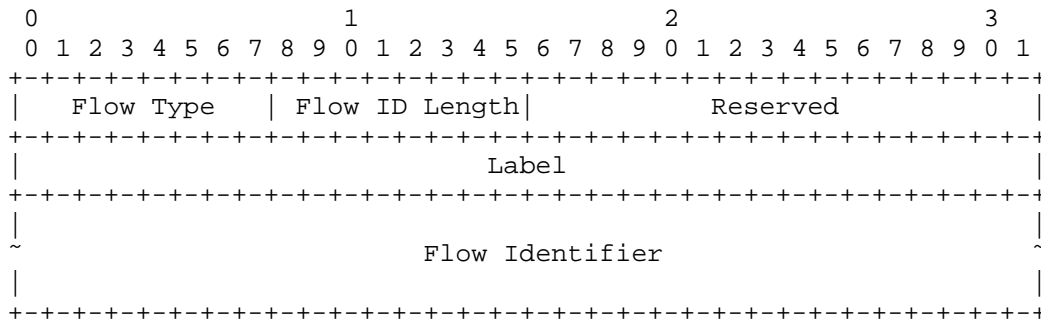 0                   1                   2                   3
 0 1 2 3 4 5 6 7 8 9 0 1 2 3 4 5 6 7 8 9 0 1 2 3 4 5 6 7 8 9 0 1
+-+-+-+-+-+-+-+-+-+-+-+-+-+-+-+-+-+-+-+-+-+-+-+-+-+-+-+-+-+-+-+-+
|   Flow Type   | Flow ID Length|           Reserved            |
+-+-+-+-+-+-+-+-+-+-+-+-+-+-+-+-+-+-+-+-+-+-+-+-+-+-+-+-+-+-+-+-+
|                             Label                             |
+-+-+-+-+-+-+-+-+-+-+-+-+-+-+-+-+-+-+-+-+-+-+-+-+-+-+-+-+-+-+-+-+
|                                                               |
~                         Flow Identifier                       ~
|                                                               |
+-+-+-+-+-+-+-+-+-+-+-+-+-+-+-+-+-+-+-+-+-+-+-+-+-+-+-+-+-+-+-+-+